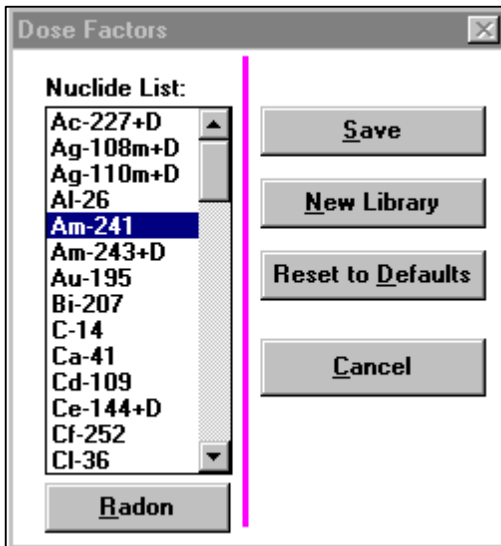 Dose Factors
Nuclide List:
Ac-227+D
Ag-108m+D
Ag-110m+D
Al-26
Am-241
Am-243+D
Au-195
Bi-207
C-14
Ca-41
Cd-109
Ce-144+D
Cf-252
Cl-36
Radon
Save
New Library
Reset to Defaults
Cancel